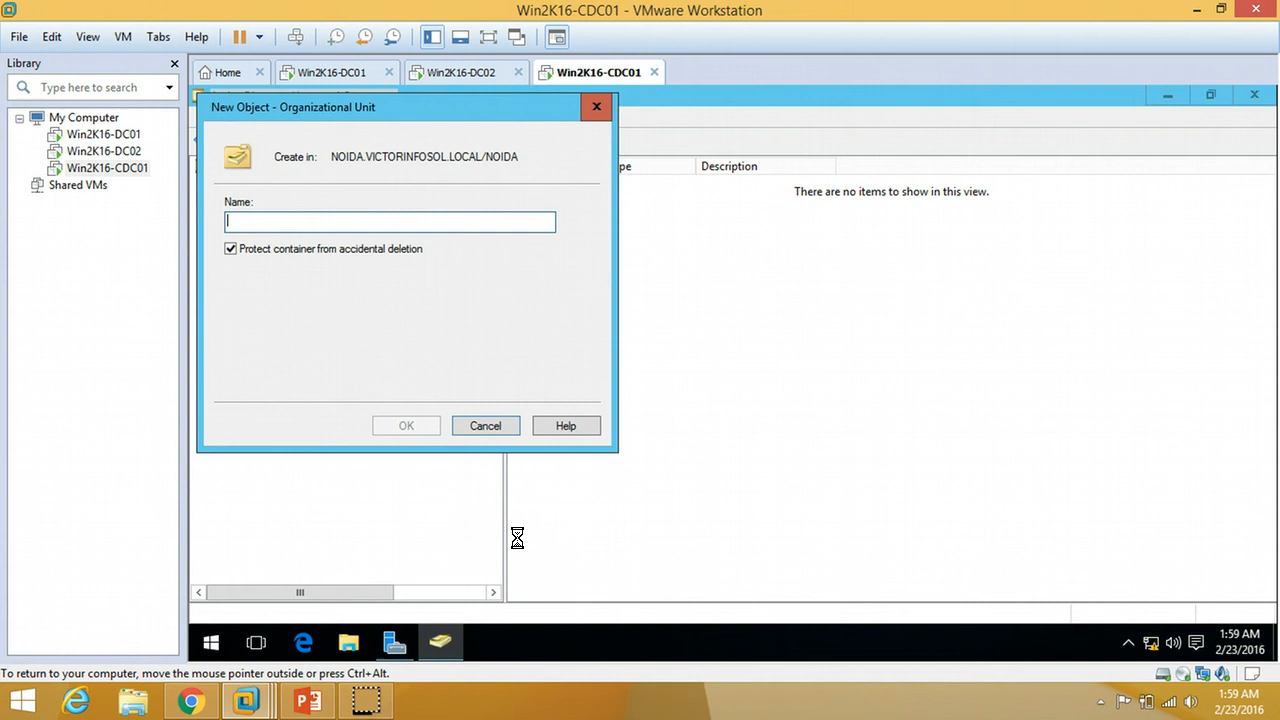 Win2K16-CDC01 - VMware Workstation
File Edit View VM Tabs Help
Library
Home Win2K16-DC01 Win2K16-DC02 Win2K16-CDC01
Type here to search
My Computer
Win2K16-DC01
Win2K16-DC02
Win2K16-CDC01
Shared VMs
New Object - Organizational Unit
Create in: NOIDA.VICTORINFOSOL.LOCAL/NOIDA
Description
There are no items to show in this view.
Name:
Protect container from accidental deletion
OK Cancel Help
1:59 AM
2/23/2016
To return to your computer, move the mouse pointer outside or press Ctrl+Alt.
1:59 AM
2/23/2016